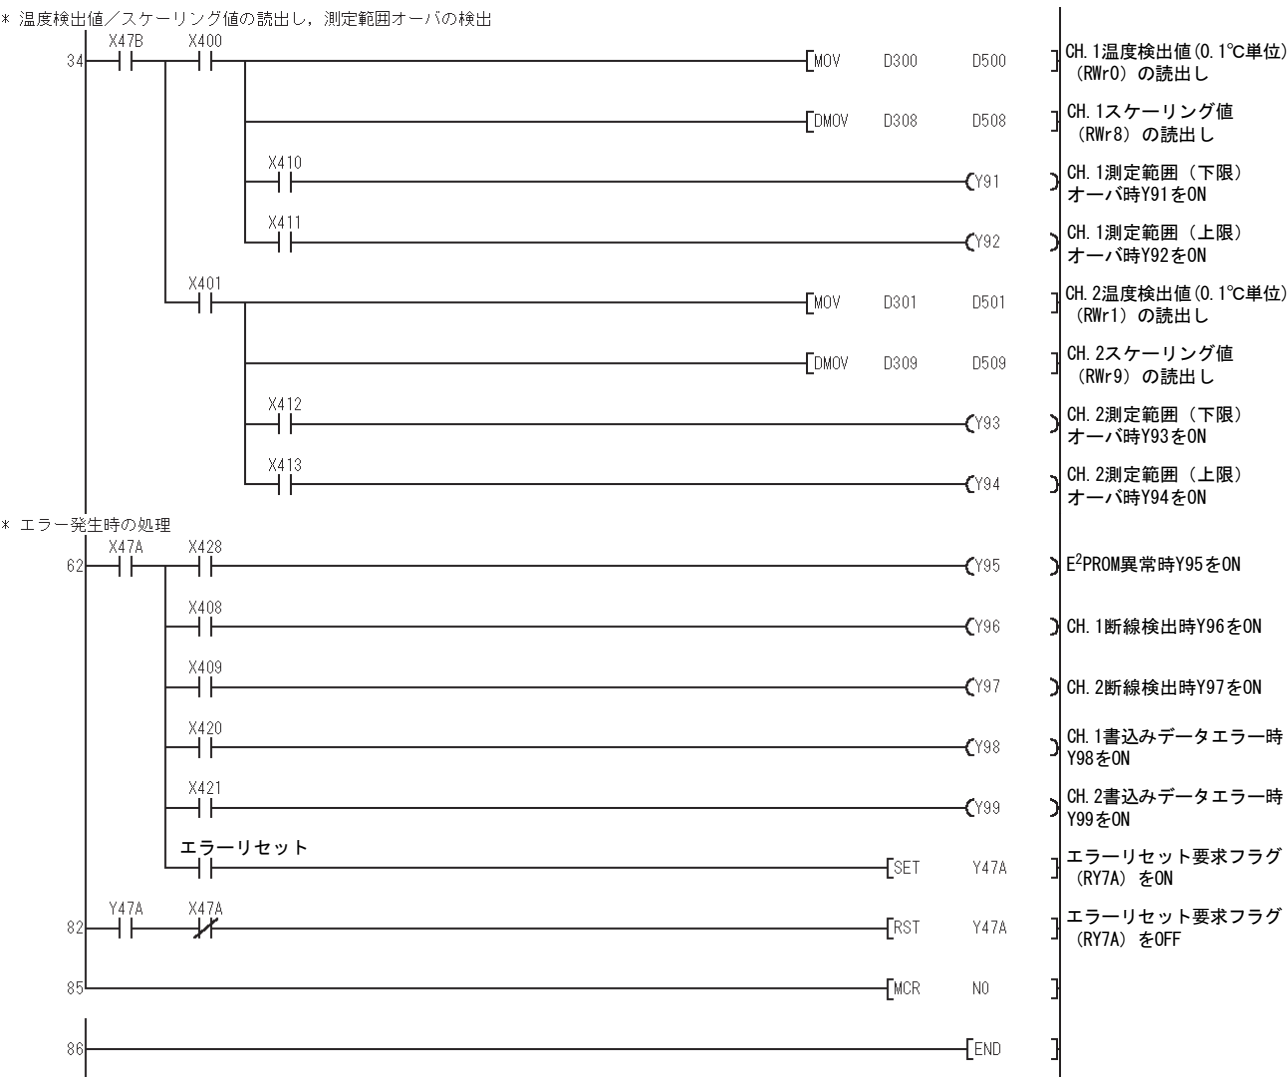 * 温度検出値／スケーリング値の読出し，測定範囲オーバの検出
X47B X400
34 MOV D300 D500 CH.1温度検出値(0.1℃単位)
（RWr0）の読出し
DMOV D308 D508 CH.1スケーリング値
（RWr8）の読出し
X410
Y91 CH.1測定範囲（下限）
オーバ時Y91をON
X411
Y92 CH.1測定範囲（上限）
オーバ時Y92をON
X401
MOV D301 D501 CH.2温度検出値(0.1℃単位)
（RWr1）の読出し
DMOV D309 D509 CH.2スケーリング値
（RWr9）の読出し
X412
Y93 CH.2測定範囲（下限）
オーバ時Y93をON
X413
Y94 CH.2測定範囲（上限）
オーバ時Y94をON
* エラー発生時の処理
X47A X428
62 Y95 E²PROM異常時Y95をON
X408
Y96 CH.1断線検出時Y96をON
X409
Y97 CH.2断線検出時Y97をON
X420
Y98 CH.1書込みデータエラー時
Y98をON
X421
Y99 CH.2書込みデータエラー時
Y99をON
エラーリセット
SET Y47A エラーリセット要求フラグ
（RY7A）をON
Y47A X47A
82 RST Y47A エラーリセット要求フラグ
（RY7A）をOFF
85 MCR N0
86 END